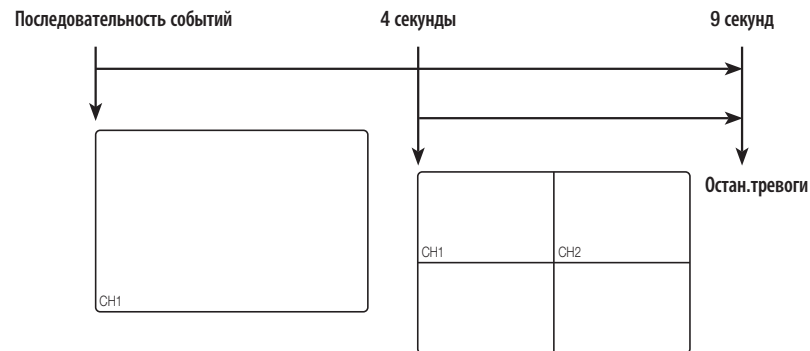 Последовательность событий
4 секунды
9 секунд
Остан.тревоги
CH1
CH2
CH1